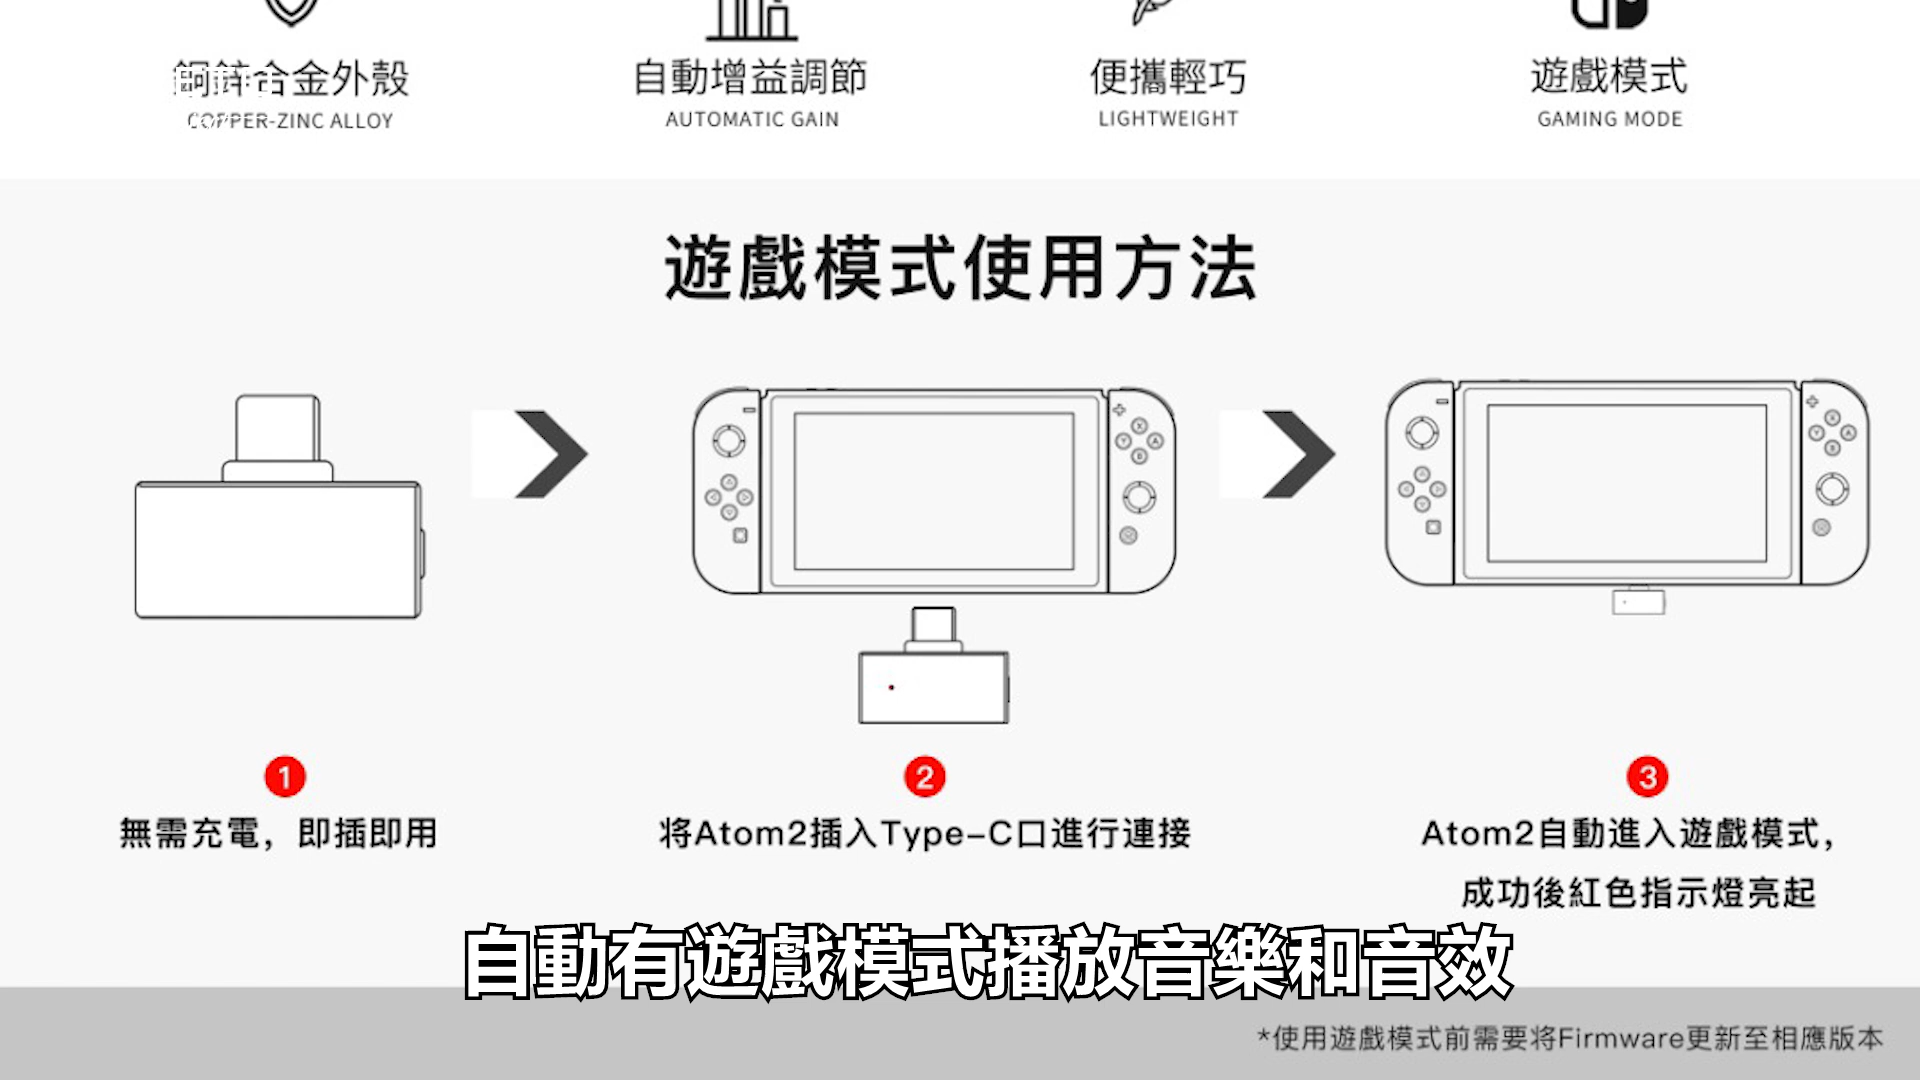 銅鋅合金外殼
COPPER-ZINC ALLOY
自動增益調節
AUTOMATIC GAIN
便攜輕巧
LIGHTWEIGHT
遊戲模式
GAMING MODE
遊戲模式使用方法
1
無需充電，即插即用
2
将Atom2插入Type-C口進行連接
3
Atom2自動進入遊戲模式，
成功後紅色指示燈亮起
自動有遊戲模式播放音樂和音效
*使用遊戲模式前需要将Firmware更新至相應版本